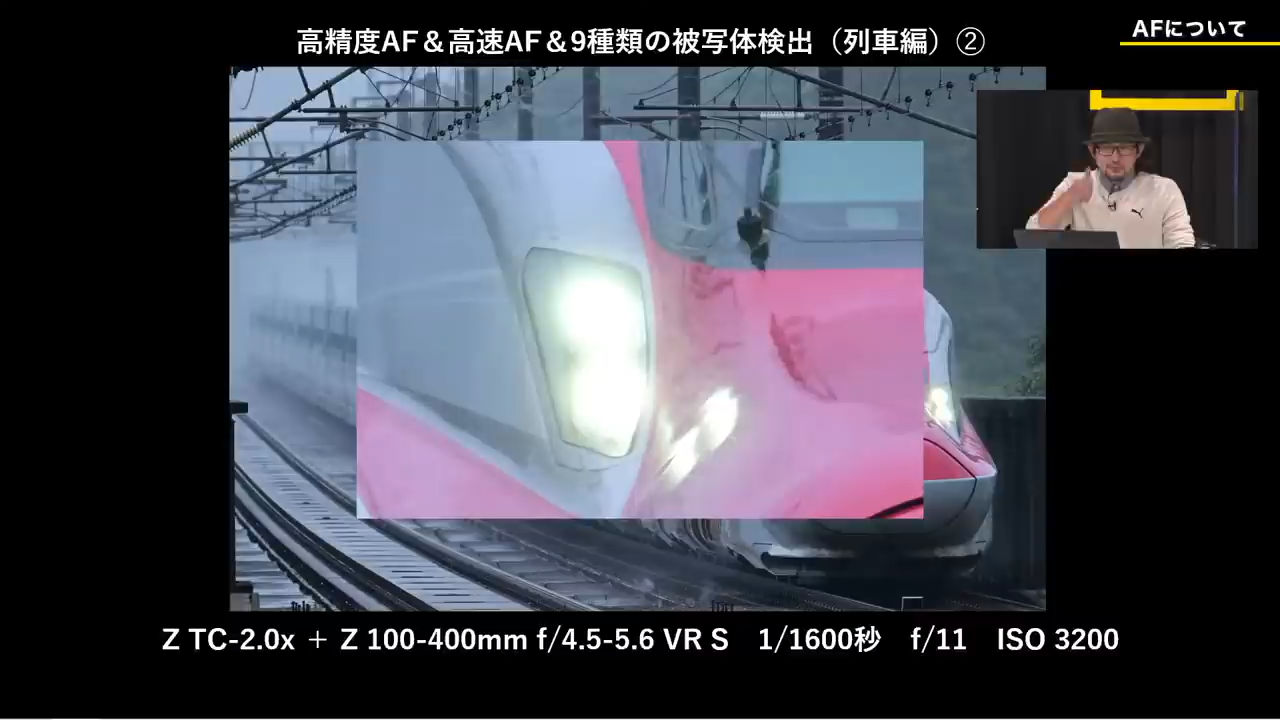 高精度AF＆高速AF＆9種類の被写体検出（列車編）②
AFについて
Z TC-2.0x ＋ Z 100-400mm f/4.5-5.6 VR S　1/1600秒　f/11　ISO 3200